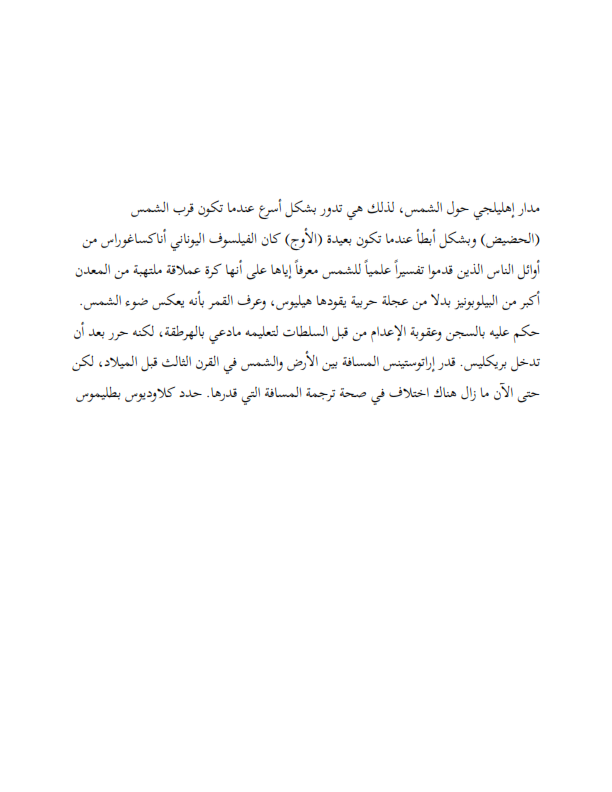 مدار إهليلجي حول الشمس، لذلك هي تدور بشكل أسرع عندما تكون قرب الشمس
(الحضيض) وبشكل أبطأ عندما تكون بعيدة (الأوج) كان الفيلسوف اليوناني أناكساغوراس من
أوائل الناس الذين قدموا تفسيراً علمياً للشمس معرفاً إياها على أنها كرة عملاقة ملتهبة من المعدن
أكبر من البيلوبونيز بدلا من عجلة حربية يقودها هيليوس، وعرف القمر بأنه يعكس ضوء الشمس.
حكم عليه بالسجن وعقوبة الإعدام من قبل السلطات لتعليمه مادعي بالهرطقة، لكنه حرر بعد أن
تدخل بريكليس. قدر إراتوستينس المسافة بين الأرض والشمس في القرن الثالث قبل الميلاد، لكن
حتى الآن ما زال هناك اختلاف في صحة ترجمة المسافة التي قدرها. حدد كلاوديوس بطليموس